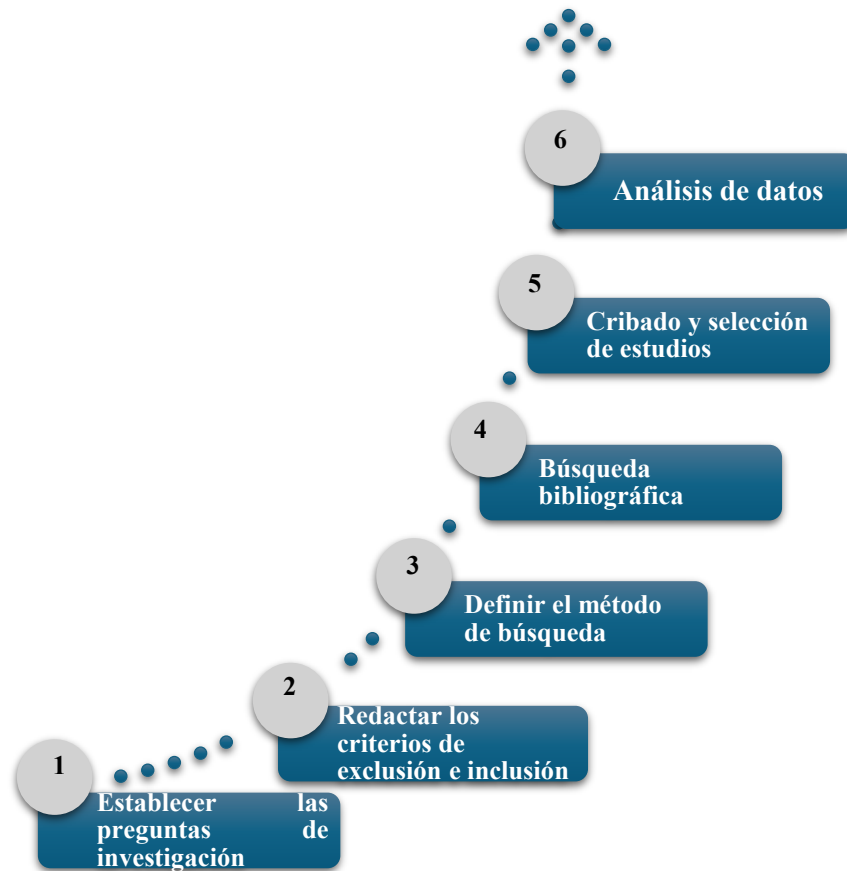 6
Análisis de datos
5
Cribado y selección
de estudios
4
Búsqueda
bibliográfica
3
Definir el método
de búsqueda
2
Redactar los
criterios de
exclusión e inclusión
1
Establecer las
preguntas de
investigación